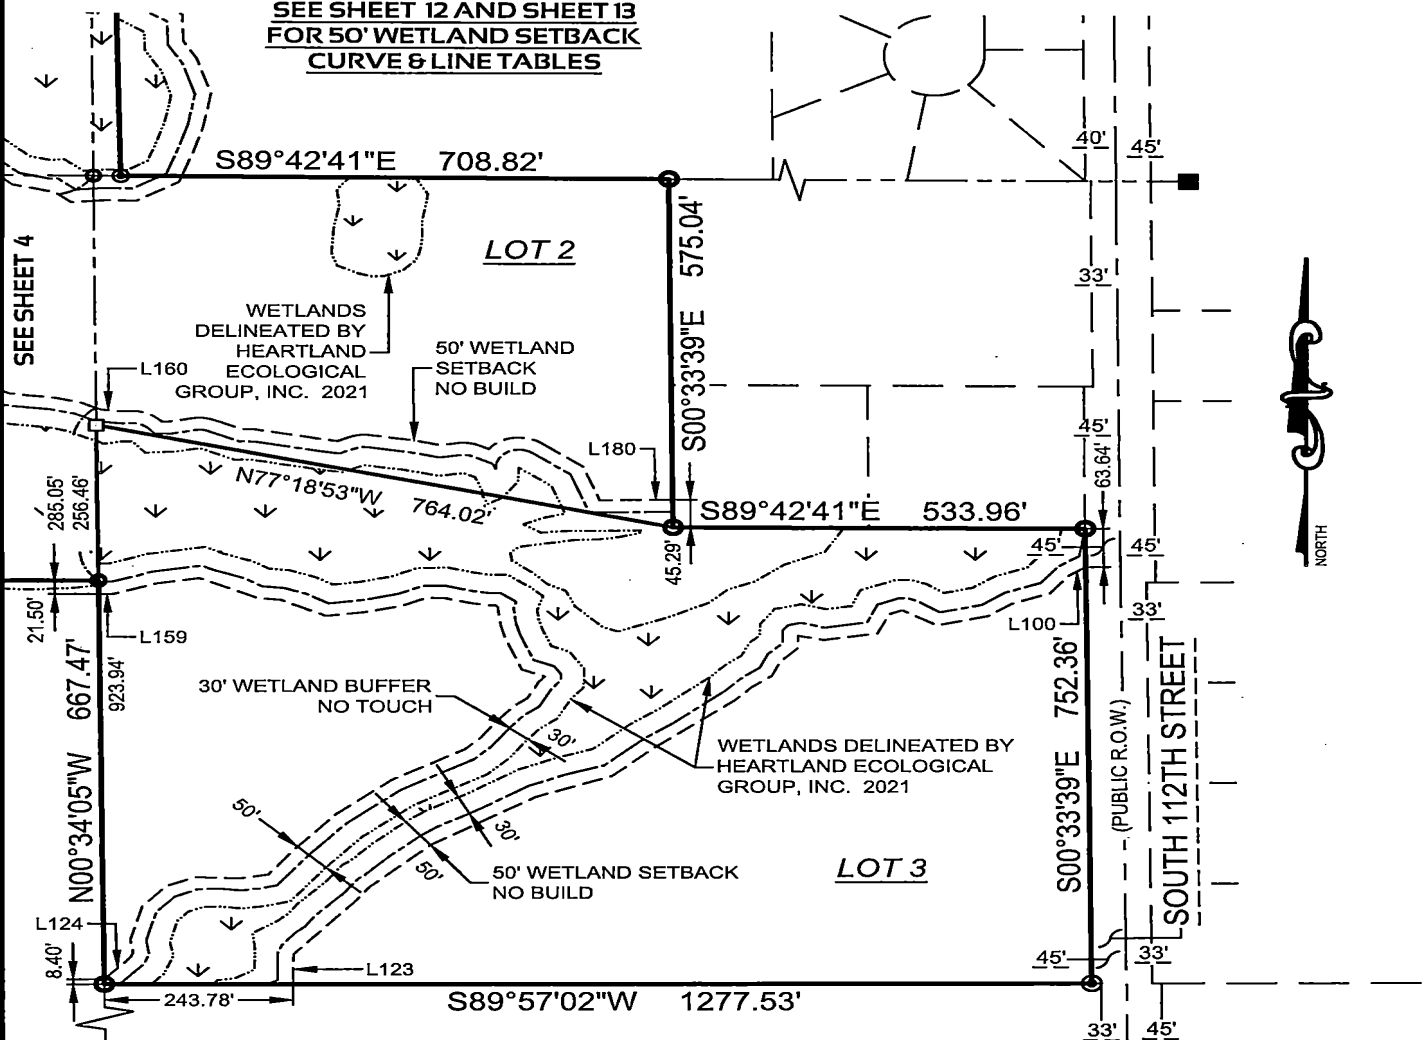 SEE SHEET 12 AND SHEET 13
FOR 50' WETLAND SETBACK
CURVE & LINE TABLES
S89°42'41"E 708.82'
40'
45'
SEE SHEET 4
LOT 2
575.04'
S00°33'39"E
33'
WETLANDS
DELINEATED BY
HEARTLAND
ECOLOGICAL
GROUP, INC. 2021
50' WETLAND
SETBACK
NO BUILD
L160
L180
45'
63.64'
N77°18'53"W
764.02'
S89°42'41"E 533.96'
285.05'
256.46'
45.29'
45'
45'
21.50'
L159
L100
33'
N00°34'05"W 667.47'
923.94'
30' WETLAND BUFFER
NO TOUCH
30'
WETLANDS DELINEATED BY
HEARTLAND ECOLOGICAL
GROUP, INC. 2021
S00°33'39"E 752.36'
(PUBLIC R.O.W.)
SOUTH 112TH STREET
NORTH
50'
30'
50'
50' WETLAND SETBACK
NO BUILD
LOT 3
L124
8.40'
L123
243.78'
S89°57'02"W 1277.53'
45'
33'
33'
45'